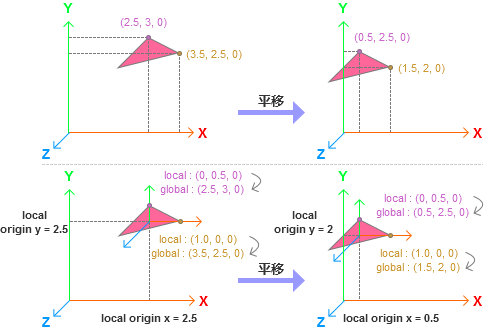 Y
(2.5, 3, 0)
(3.5, 2.5, 0)
X
Z
平移
Y
(0.5, 2.5, 0)
(1.5, 2, 0)
X
Z
Y
local : (0, 0.5, 0)
global : (2.5, 3, 0)
local
origin y = 2.5
local : (1.0, 0, 0)
global : (3.5, 2.5, 0)
X
Z
local origin x = 2.5
平移
Y
local : (0, 0.5, 0)
global : (0.5, 2.5, 0)
local
origin y = 2
local : (1.0, 0, 0)
global : (1.5, 2, 0)
X
Z
local origin x = 0.5